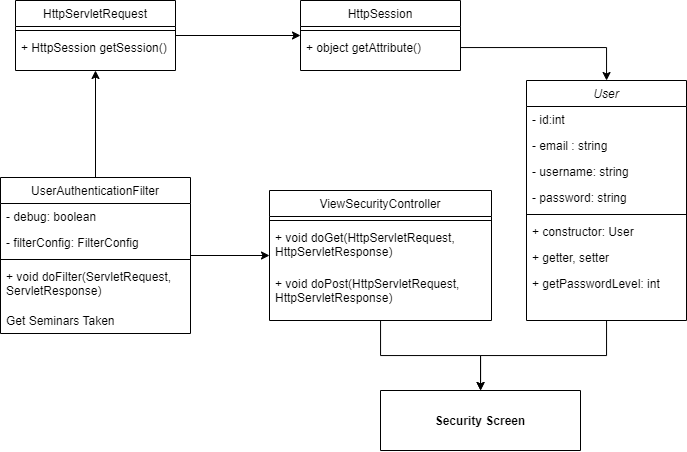 HttpServletRequest
+ HttpSession getSession()
HttpSession
+ object getAttribute()
User
- id:int
- email : string
- username: string
- password: string
+ constructor: User
+ getter, setter
+ getPasswordLevel: int
UserAuthenticationFilter
- debug: boolean
- filterConfig: FilterConfig
+ void doFilter(ServletRequest,
ServletResponse)
Get Seminars Taken
ViewSecurityController
+ void doGet(HttpServletRequest,
HttpServletResponse)
+ void doPost(HttpServletRequest,
HttpServletResponse)
Security Screen